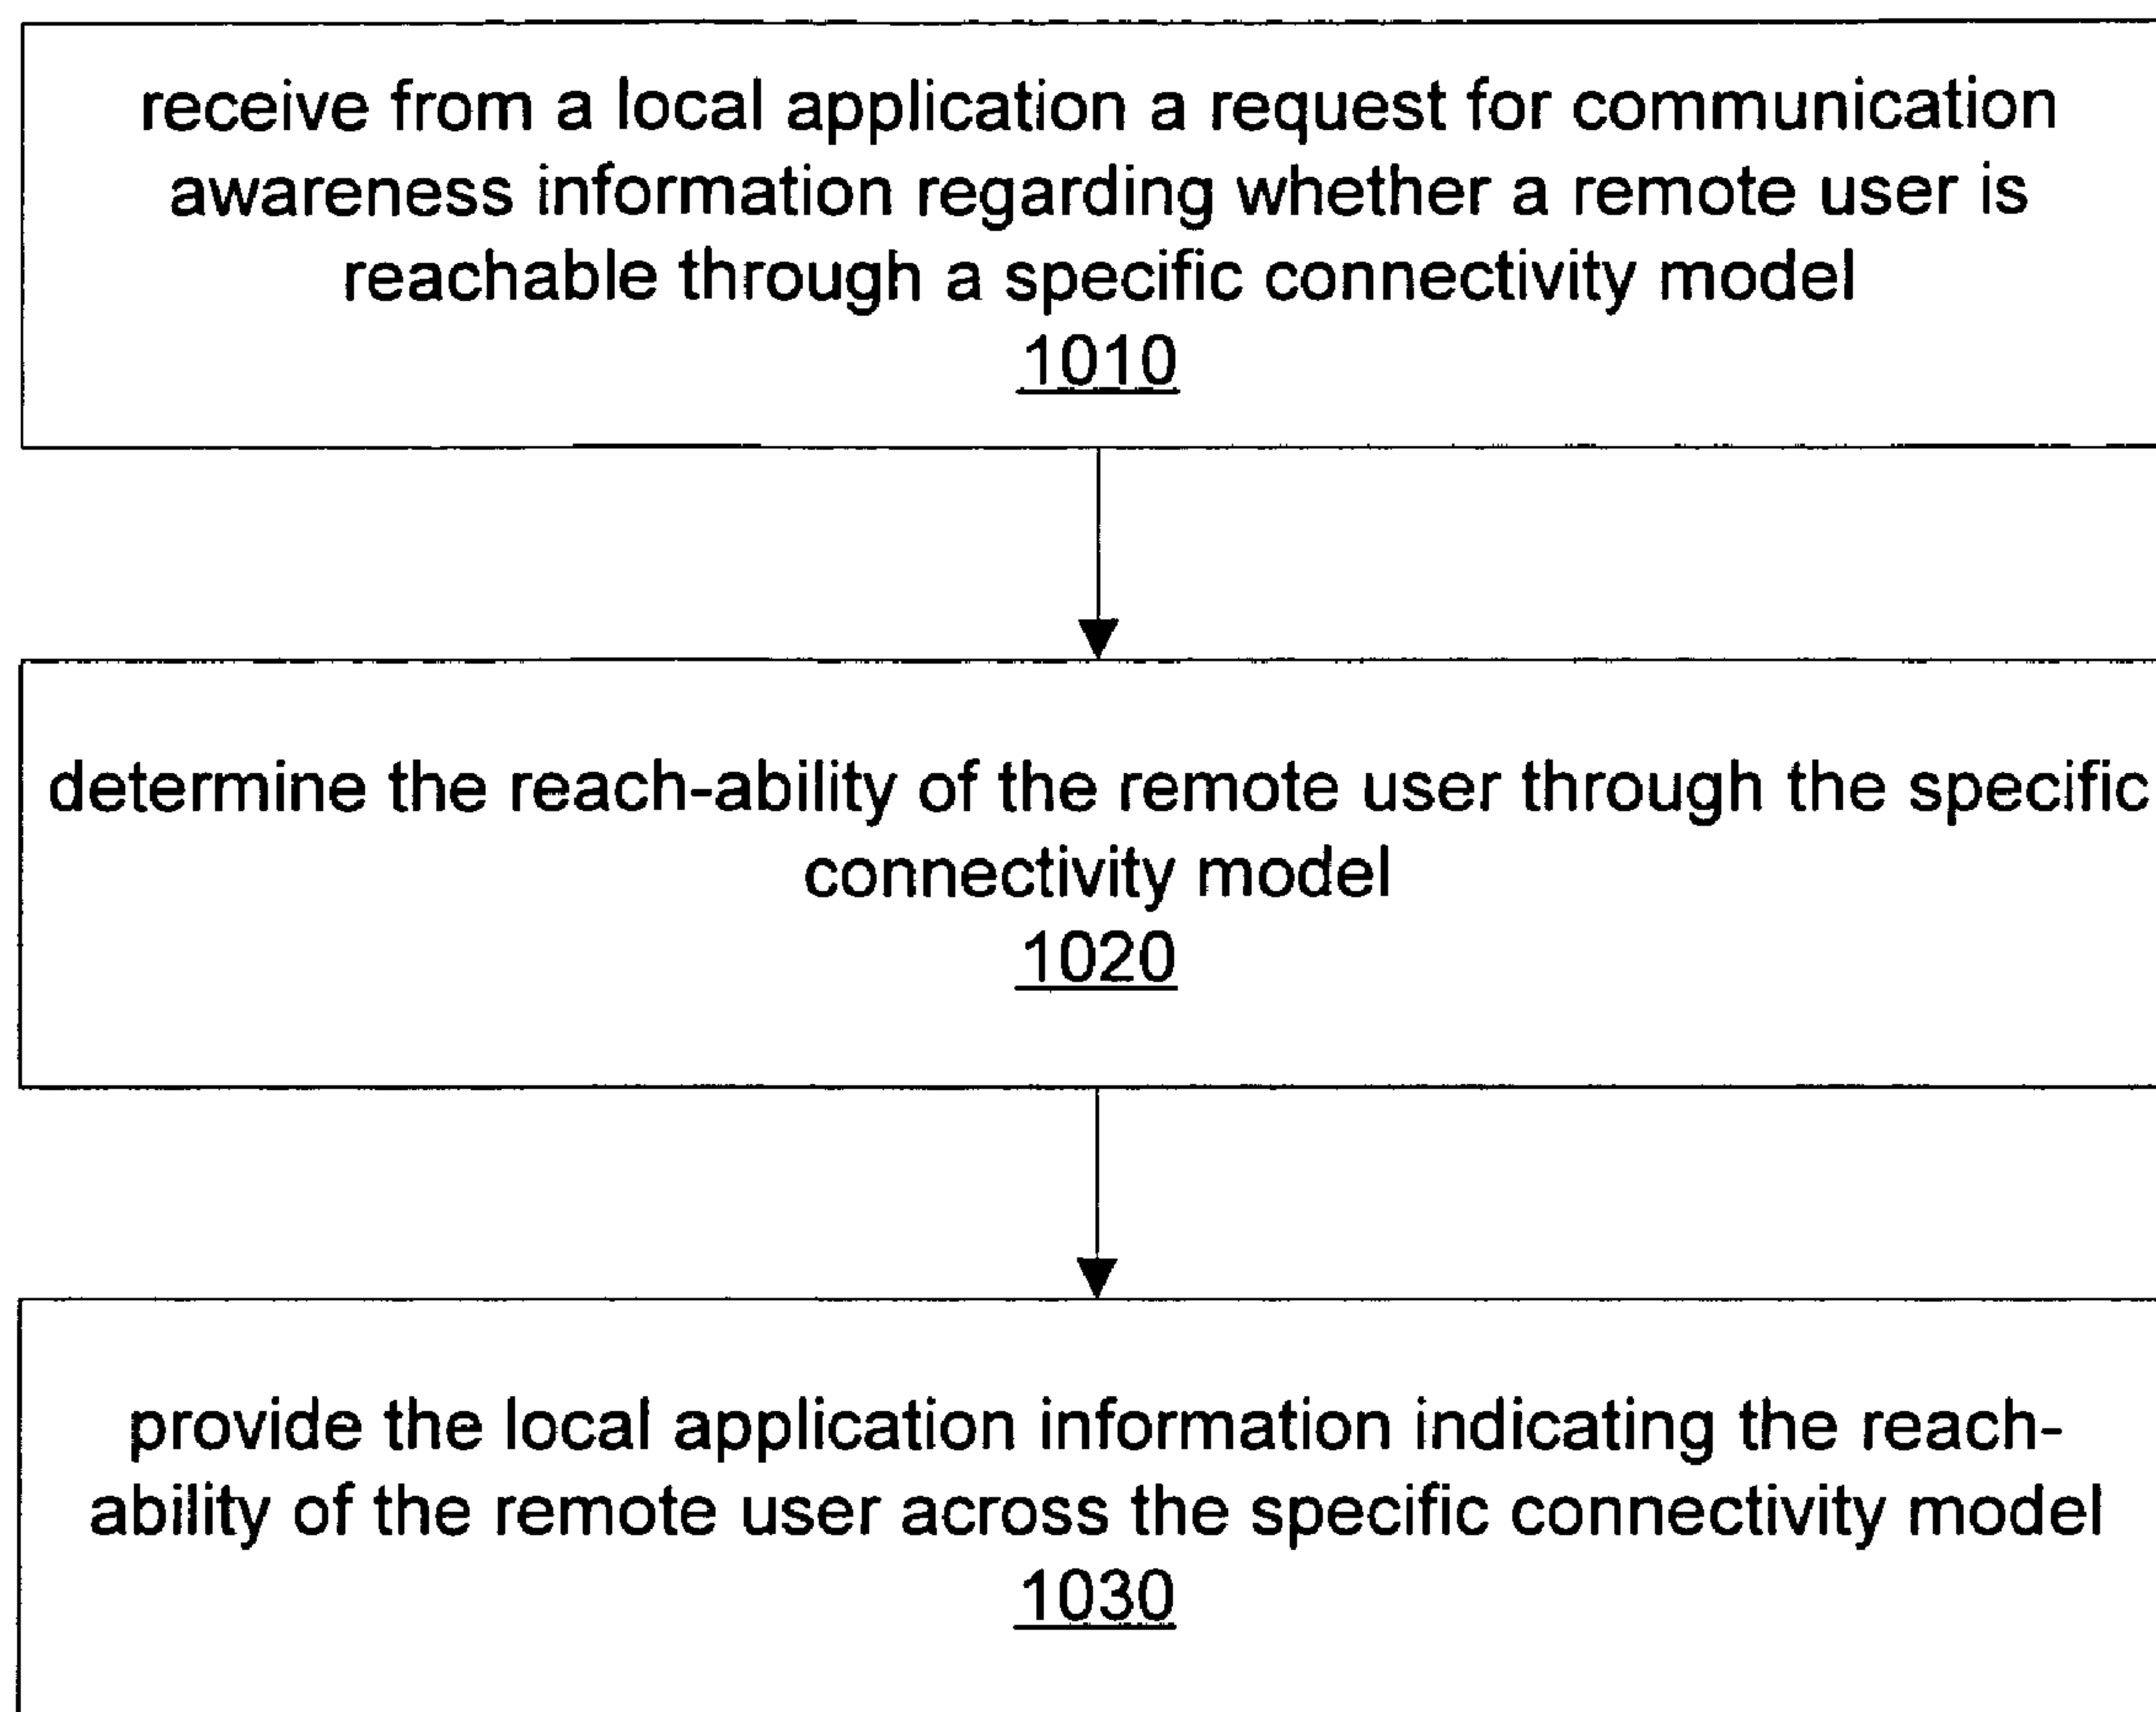 receive from a local application a request for communication
awareness information regarding whether a remote user is
reachable through a specific connectivity model
1010
determine the reach-ability of the remote user through the specific
connectivity model
1020
provide the local application information indicating the reach-
ability of the remote user across the specific connectivity model
1030